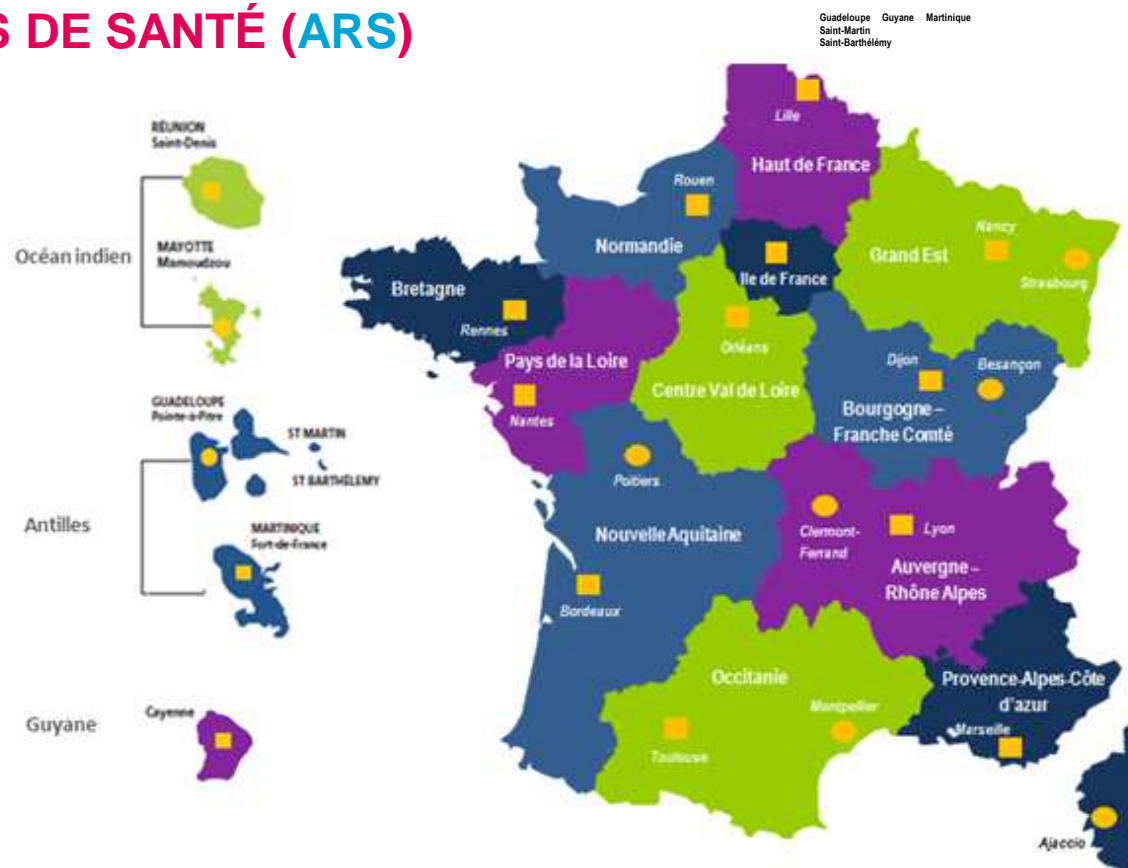 S DE SANTÉ (ARS)
Guadeloupe Guyane Martinique
Saint-Martin
Saint-Barthélémy
RÉUNION
Saint-Denis
Océan indien
MAYOTTE
Mamoudzou
GUADELOUPE
Pointe-à-Pitre
ST MARTIN
ST BARTHÉLEMY
Antilles
MARTINIQUE
Fort-de-France
Guyane
Cayenne
Lille
Haut de France
Rouen
Normandie
Ile de France
Nancy
Grand Est
Strasbourg
Bretagne
Rennes
Pays de la Loire
Nantes
Orléans
Centre Val de Loire
Dijon
Besançon
Bourgogne –
Franche Comté
Poitiers
Nouvelle Aquitaine
Bordeaux
Clermont-
Ferrand
Lyon
Auvergne –
Rhône Alpes
Occitanie
Montpellier
Toulouse
Provence-Alpes-Côte
d'azur
Marseille
Ajaccio